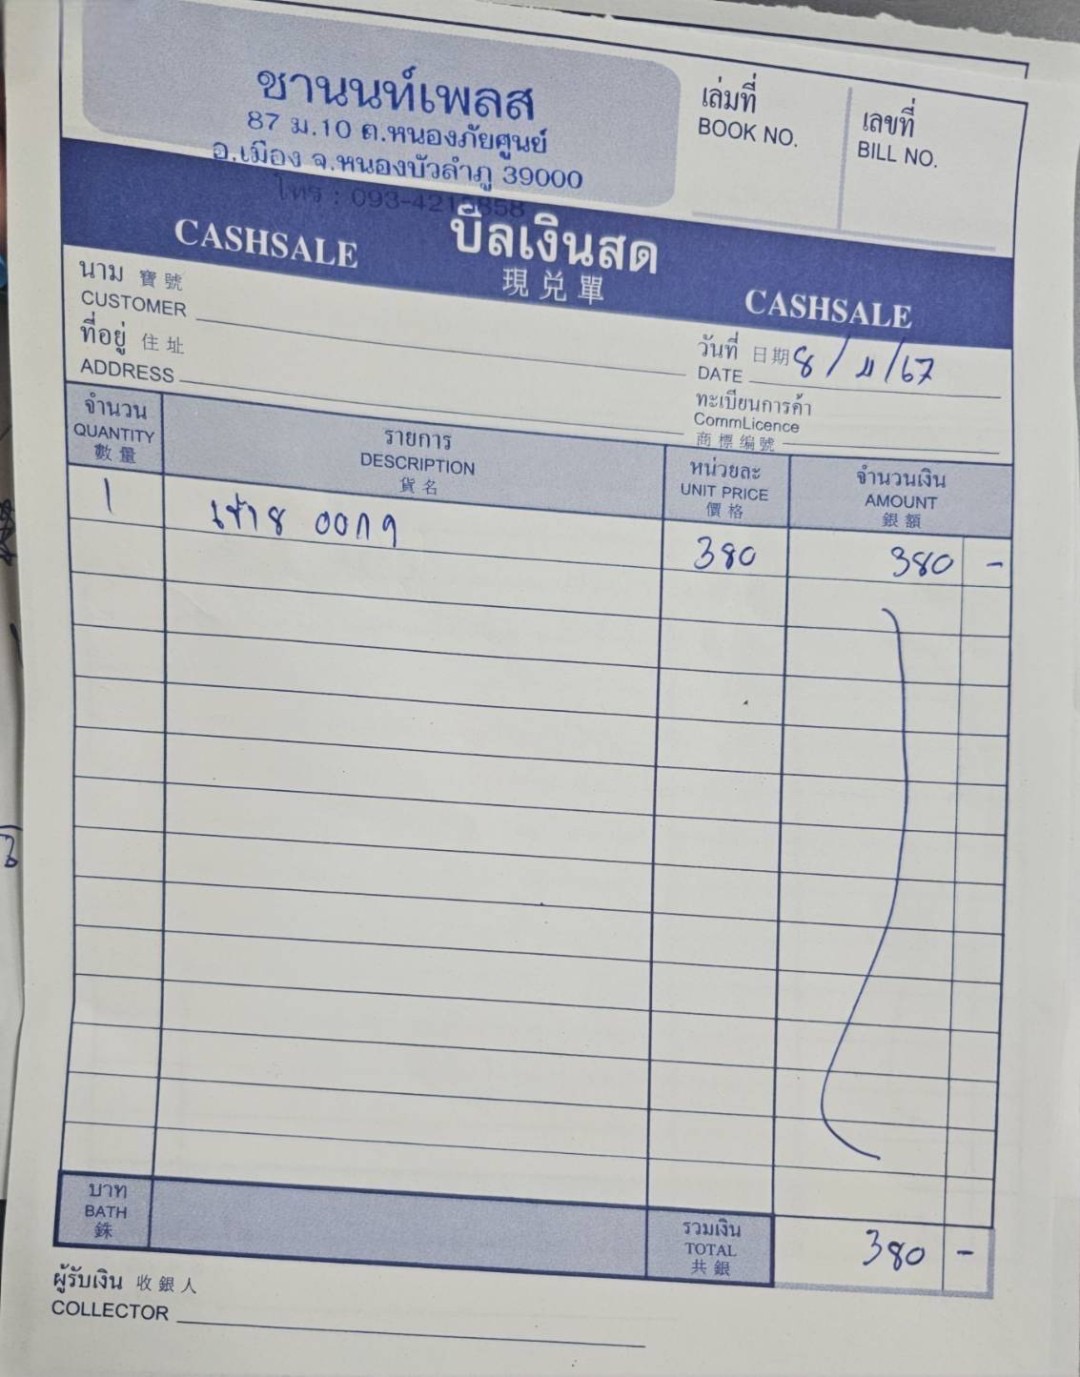 ชานนท์เพลส
87 ม.10 ต.หนองภัยศูนย์
อ.เมือง จ.หนองบัวลำภู 39000
โทร : 093-421
เล่มที่
BOOK NO.
เลขที่
BILL NO.
CASHSALE
บิลเงินสด
現兌單
CASHSALE
นาม 寶號
CUSTOMER
ที่อยู่ 住址
ADDRESS
วันที่ 日期 8 / 11 / 67
DATE
ทะเบียนการค้า
CommLicence
商標编號
จำนวน
QUANTITY
數量
รายการ
DESCRIPTION
貨名
หน่วยละ
UNIT PRICE
價格
จำนวนเงิน
AMOUNT
銀額
1 380 380 -
บาท
BATH
銖
รวมเงิน
TOTAL
共銀
380 -
ผู้รับเงิน 收銀人
COLLECTOR